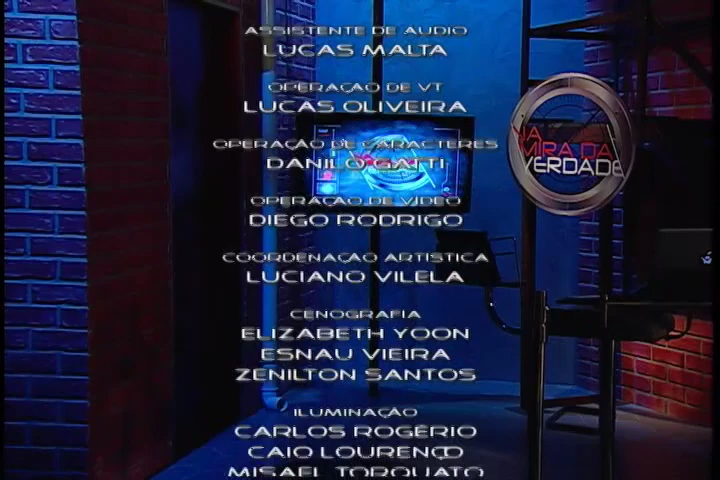 ASSISTENTE DE AUDIO
LUCAS MALTA
OPERAÇÃO DE VT
LUCAS OLIVEIRA
OPERAÇÃO DE CARACTERES
DANILO GATTI
OPERAÇÃO DE VIDEO
DIEGO RODRIGO
COORDENAÇÃO ARTÍSTICA
LUCIANO VILELA
CENOGRAFIA
ELIZABETH YOON
ESNAU VIEIRA
ZENILTON SANTOS
ILUMINAÇÃO
CARLOS ROGÉRIO
CAIO LOURENÇO
MISAEL TORQUATO
NA
MIRA DA
VERDADE